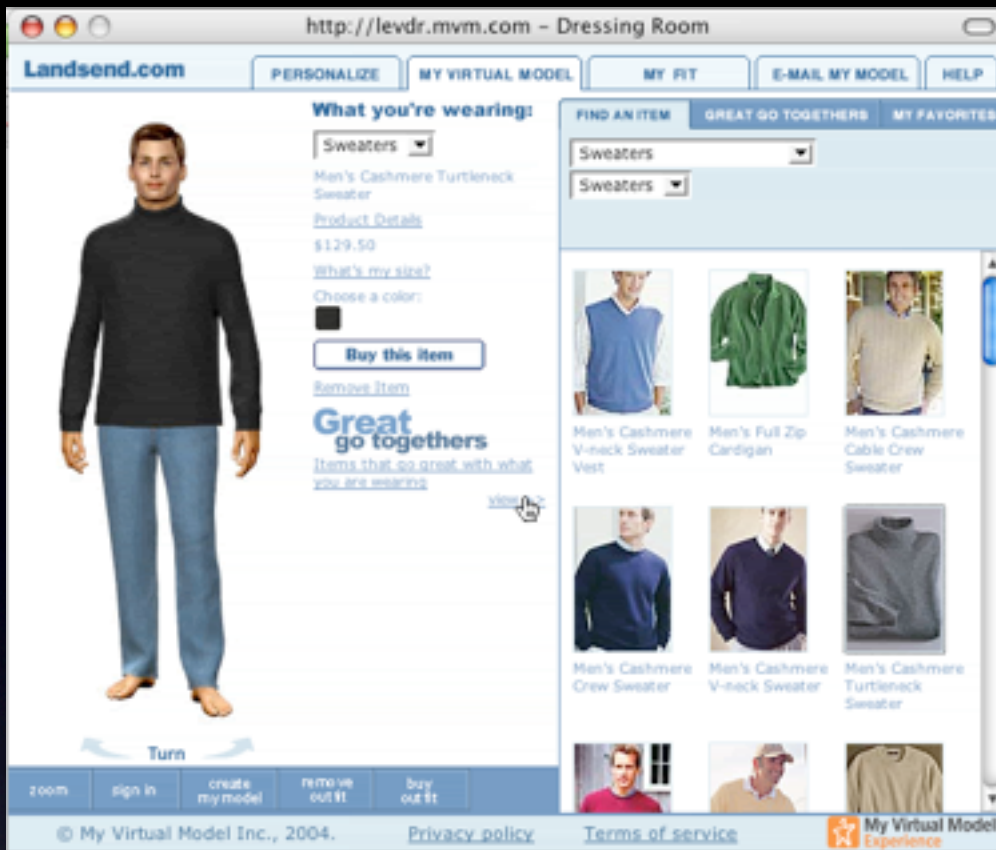 http://levdr.mvm.com – Dressing Room
Landsend.com
PERSONALIZE
MY VIRTUAL MODEL
MY FIT
E-MAIL MY MODEL
HELP
What you're wearing:
Sweaters
Men's Cashmere Turtleneck
Sweater
Product Details
$129.50
What's my size?
Choose a color:
Buy this item
Remove Item
Great
go togethers
Items that go great with what
you are wearing
view
FIND AN ITEM
GREAT GO TOGETHERS
MY FAVORITES
Sweaters
Sweaters
Men's Cashmere
V-neck Sweater
Vest
Men's Full Zip
Cardigan
Men's Cashmere
Cable Crew
Sweater
Men's Cashmere
Crew Sweater
Men's Cashmere
V-neck Sweater
Men's Cashmere
Turtleneck
Sweater
Turn
zoom
sign in
create
my model
remove
outfit
buy
outfit
© My Virtual Model Inc., 2004.
Privacy policy
Terms of service
My Virtual Model
Experience